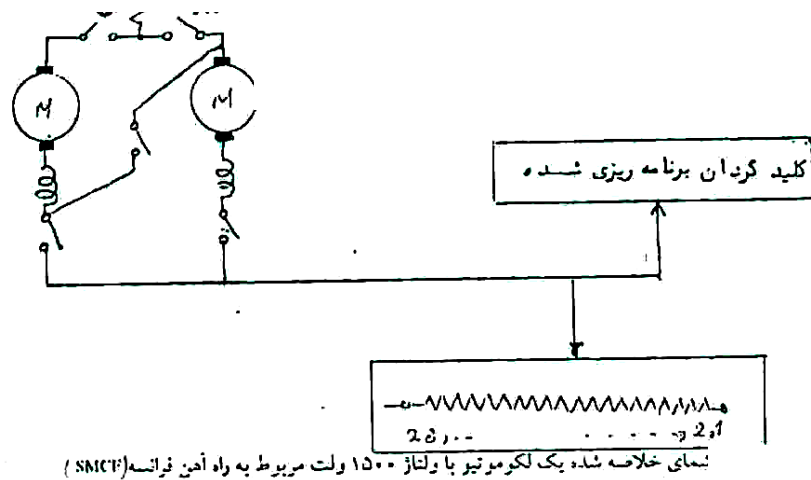 M
M
کلید گردان برنامه ریزی شده
نمای خلاصه شده یک لکوموتیو با ولتاژ ۱۵۰۰ ولت مربوط به راه آهن فرانسه (SMCF)